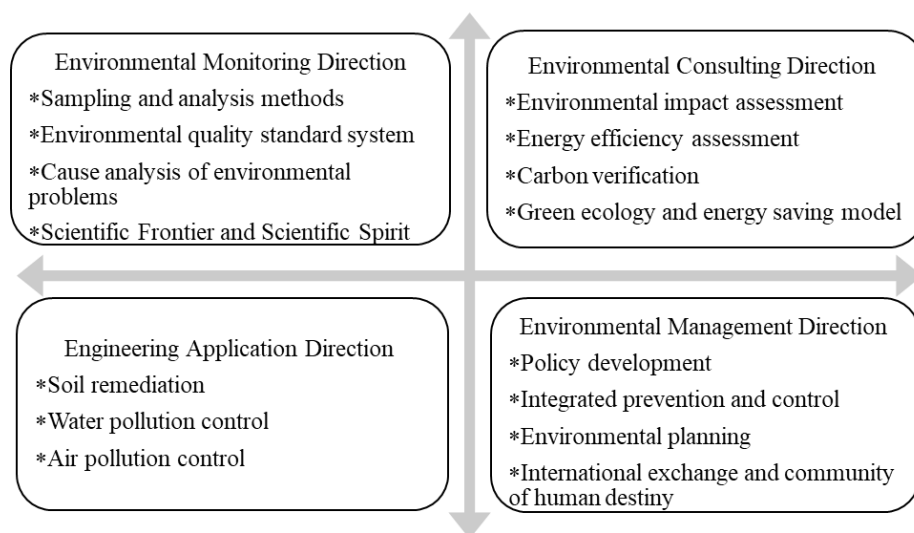 Environmental Monitoring Direction
*Sampling and analysis methods
*Environmental quality standard system
*Cause analysis of environmental
problems
*Scientific Frontier and Scientific Spirit
Environmental Consulting Direction
*Environmental impact assessment
*Energy efficiency assessment
*Carbon verification
*Green ecology and energy saving model
Engineering Application Direction
*Soil remediation
*Water pollution control
*Air pollution control
Environmental Management Direction
*Policy development
*Integrated prevention and control
*Environmental planning
*International exchange and community
of human destiny